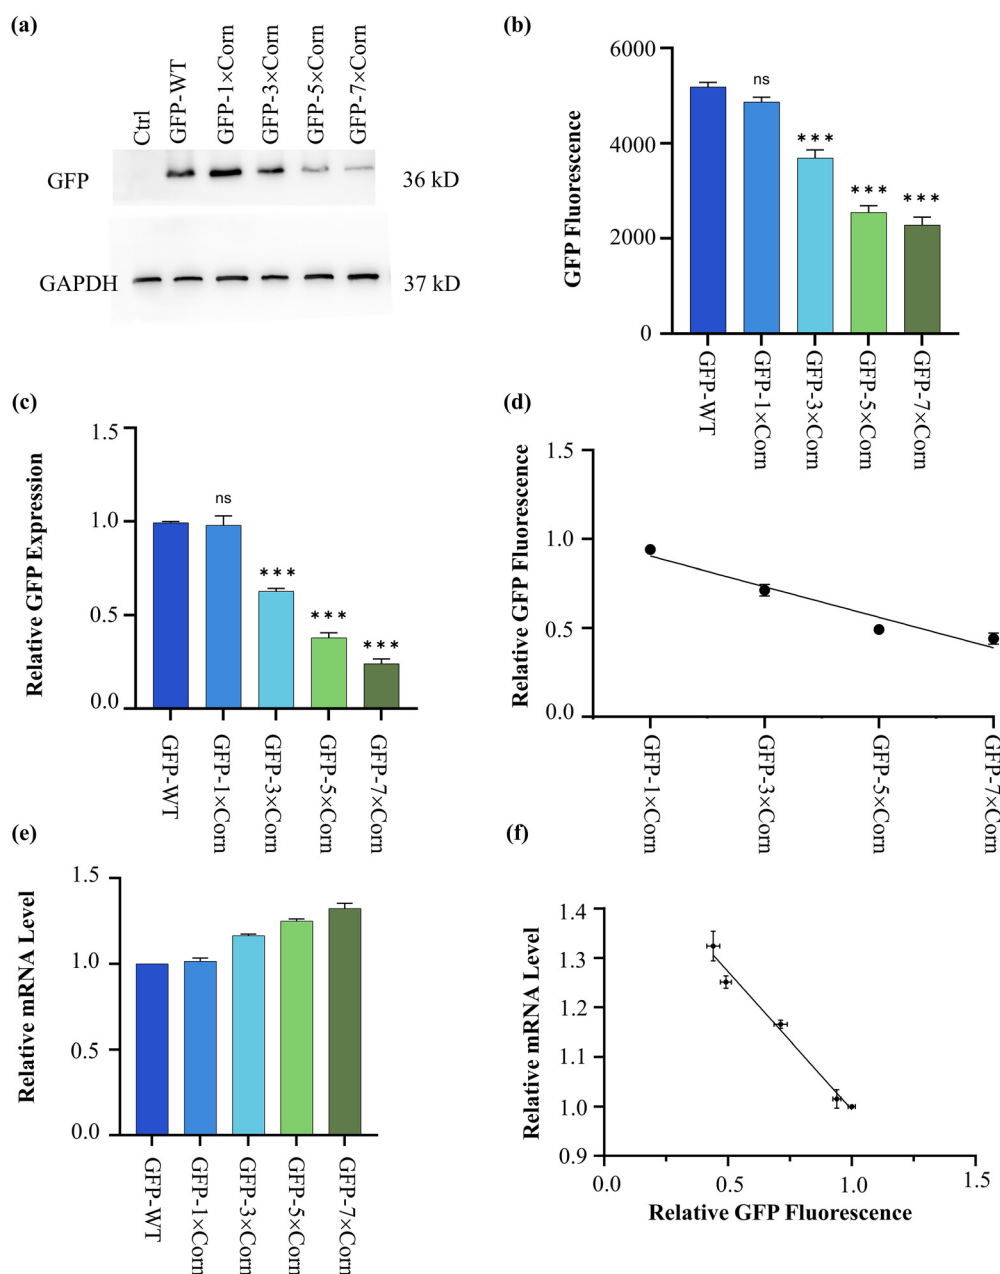 (a)
Ctrl
GFP-WT
GFP-1×Corn
GFP-3×Corn
GFP-5×Corn
GFP-7×Corn
GFP
36 kD
GAPDH
37 kD
(b)
GFP Fluorescence
6000
4000
2000
0
ns
***
***
***
GFP-WT
GFP-1×Corn
GFP-3×Corn
GFP-5×Corn
GFP-7×Corn
(c)
Relative GFP Expression
1.5
1.0
0.5
0.0
ns
***
***
***
GFP-WT
GFP-1×Corn
GFP-3×Corn
GFP-5×Corn
GFP-7×Corn
(d)
Relative GFP Fluorescence
1.5
1.0
0.5
0.0
GFP-1×Corn
GFP-3×Corn
GFP-5×Corn
GFP-7×Corn
(e)
Relative mRNA Level
1.5
1.0
0.5
0.0
GFP-WT
GFP-1×Corn
GFP-3×Corn
GFP-5×Corn
GFP-7×Corn
(f)
Relative mRNA Level
1.4
1.3
1.2
1.0
1.0
0.9
0.0
0.5
1.0
1.5
Relative GFP Fluorescence